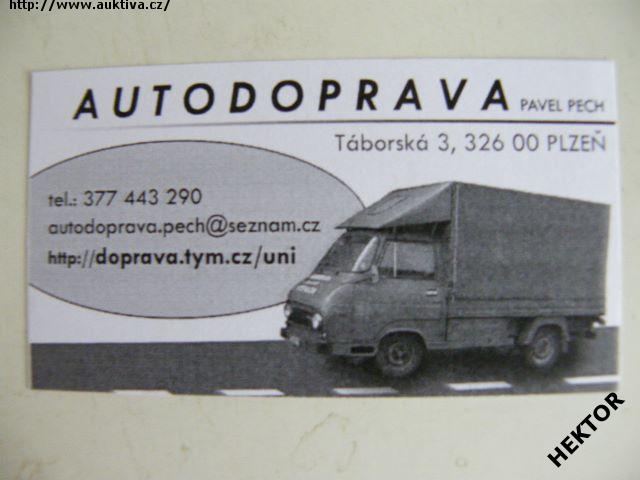 http://www.auktiva.cz/
AUTODOPRAVA PAVEL PECH
Táborská 3, 326 00 PLZEŇ
tel.: 377 443 290
autodoprava.pech@seznam.cz
http://doprava.tym.cz/uni
HEKTOR